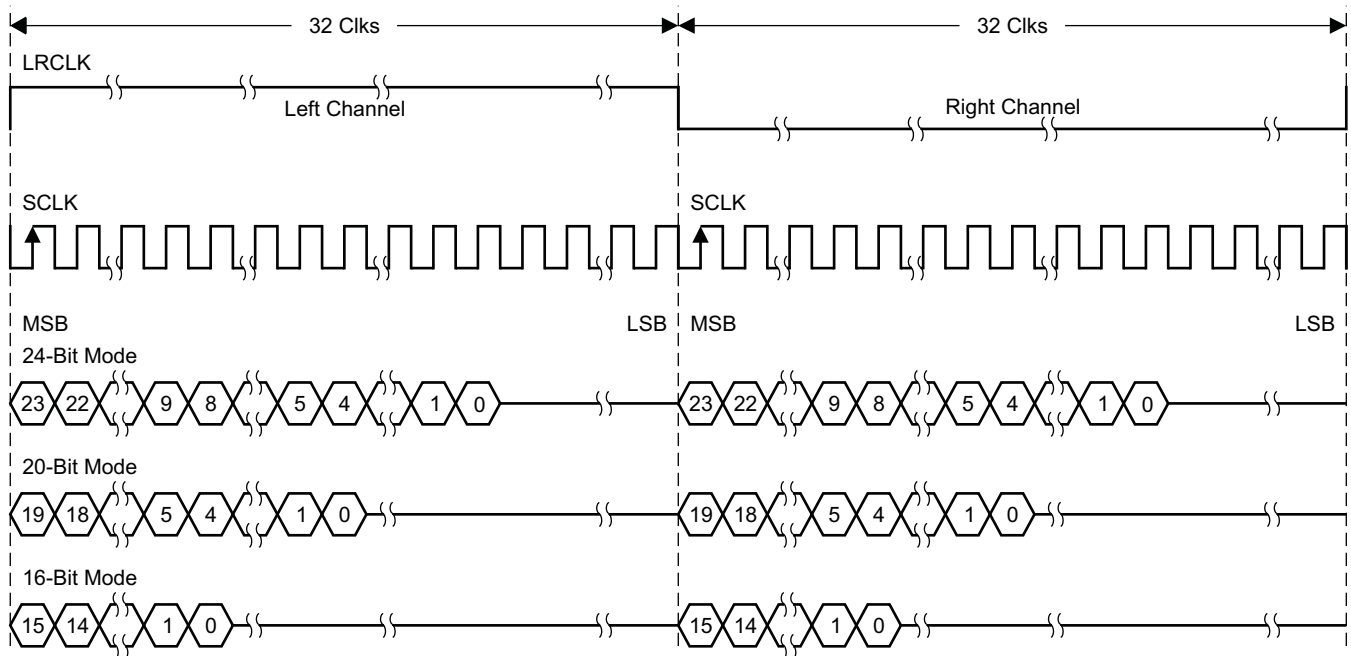 32 Clks 32 Clks
LRCLK
Left Channel Right Channel
SCLK SCLK
MSB LSB MSB LSB
24-Bit Mode
23 22 9 8 5 4 1 0 23 22 9 8 5 4 1 0
20-Bit Mode
19 18 5 4 1 0 19 18 5 4 1 0
16-Bit Mode
15 14 1 0 15 14 1 0